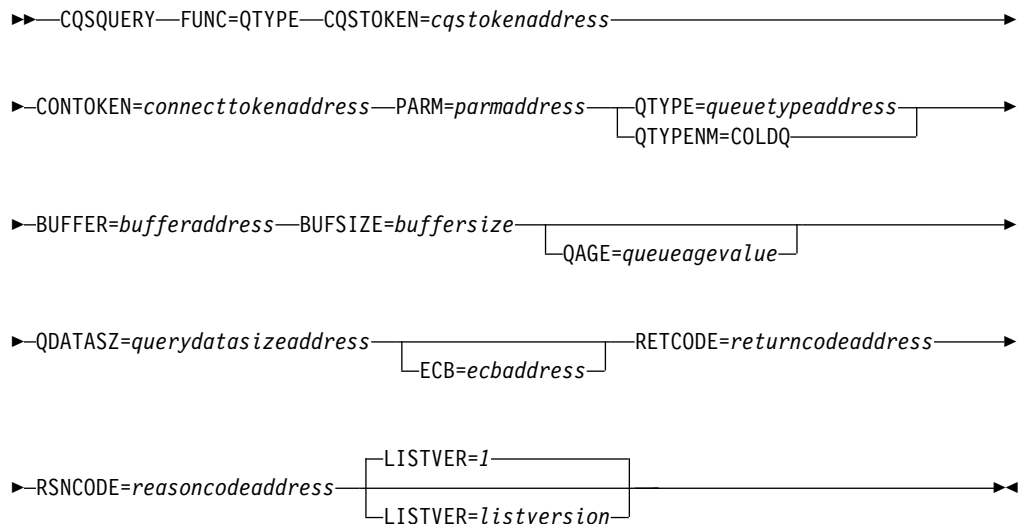 CQSQUERY FUNC=QTYPE CQSTOKEN=cqstokenaddress
CONTOKEN=connecttokenaddress PARM=parmaddress QTYPE=queuetypeaddress
QTYPENM=COLDQ
BUFFER=bufferaddress BUFSIZE=buffersize
QAGE=queueagevalue
QDATASZ=querydatasizeaddress RETCODE=returncodeaddress
ECB=ecbaddress
LISTVER=1
RSNCODE=reasoncodeaddress
LISTVER=listversion